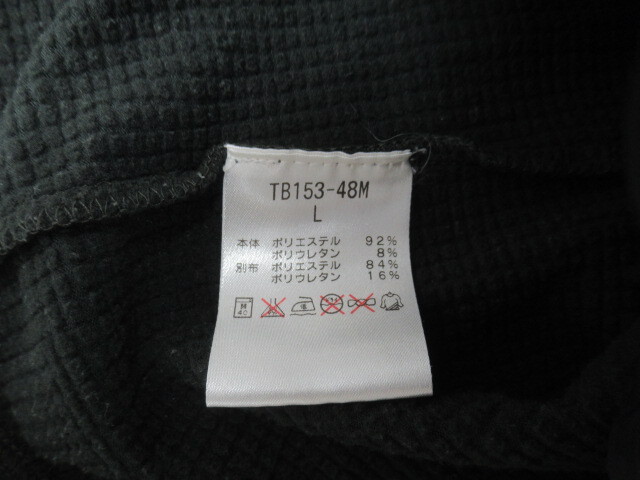 TB153-48M
L
本体 ポリエステル 92%
ポリウレタン 8%
別布 ポリエステル 84%
ポリウレタン 16%
M
40